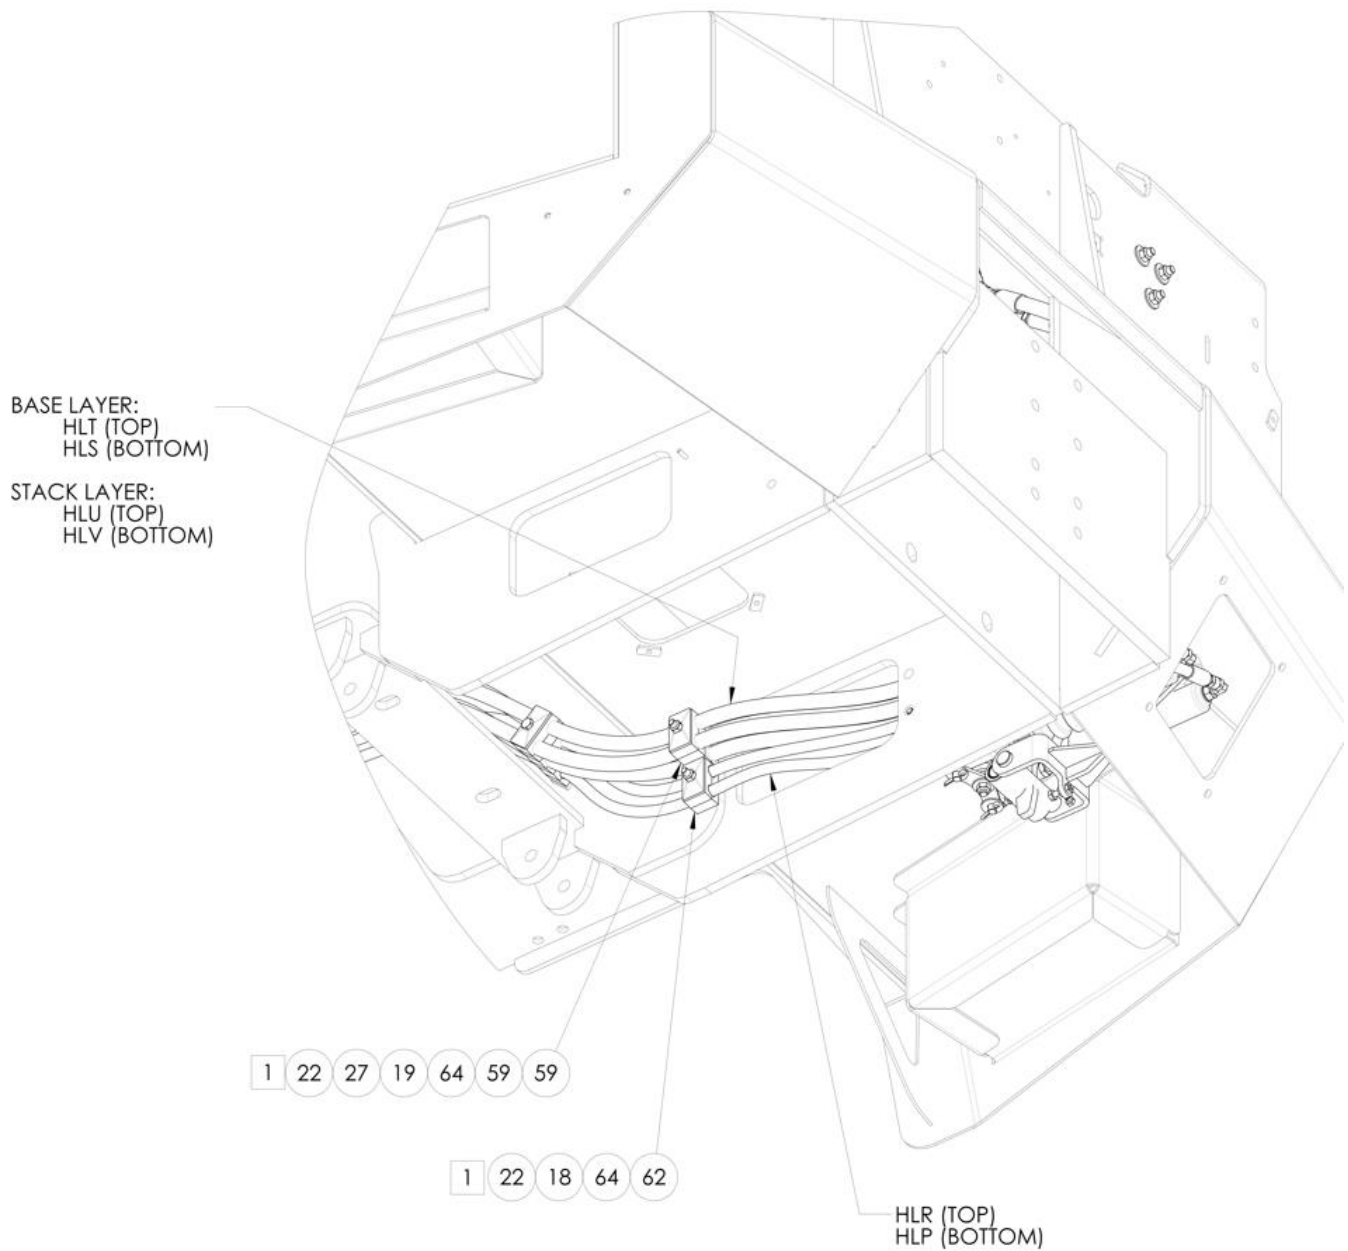 BASE LAYER:
HLT (TOP)
HLS (BOTTOM)
STACK LAYER:
HLU (TOP)
HLV (BOTTOM)
1 22 27 19 64 59 59
1 22 18 64 62
HLR (TOP)
HLP (BOTTOM)